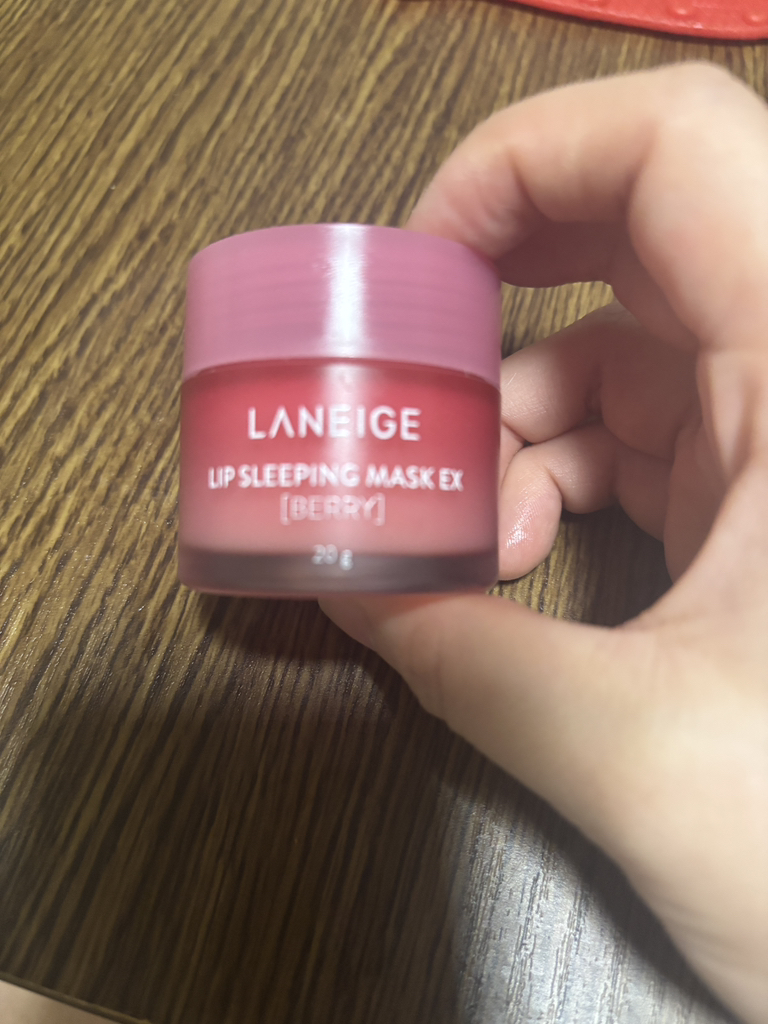 LANEIGE
LIP SLEEPING MASK EX
[BERRY]
20 g